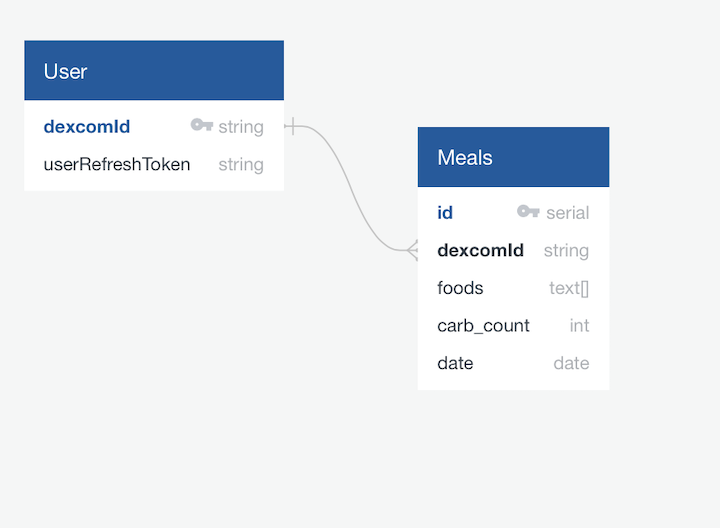 User
dexcomId string
userRefreshToken string
Meals
id serial
dexcomId string
foods text[]
carb_count int
date date